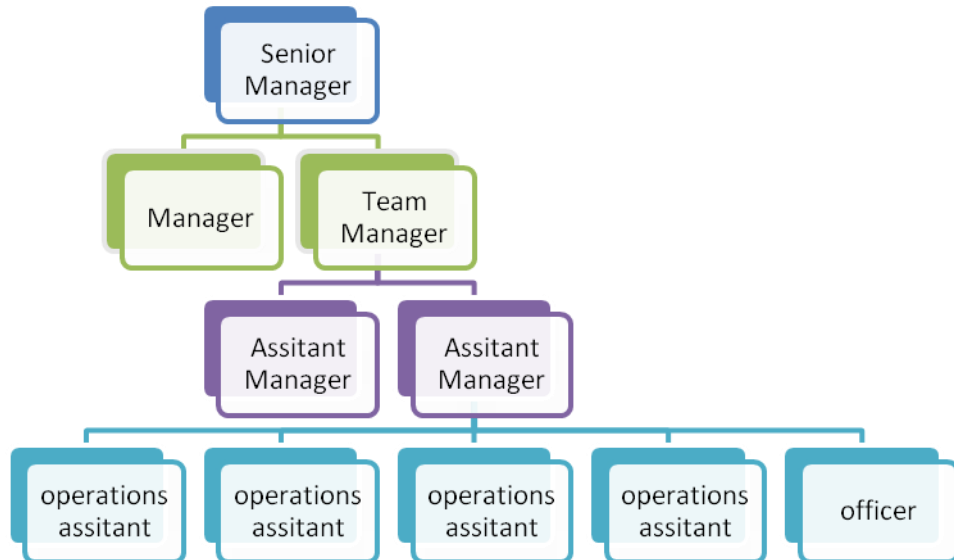 Senior
Manager
Manager
Team
Manager
Assitant
Manager
Assitant
Manager
operations
assitant
operations
assitant
operations
assitant
operations
assitant
officer